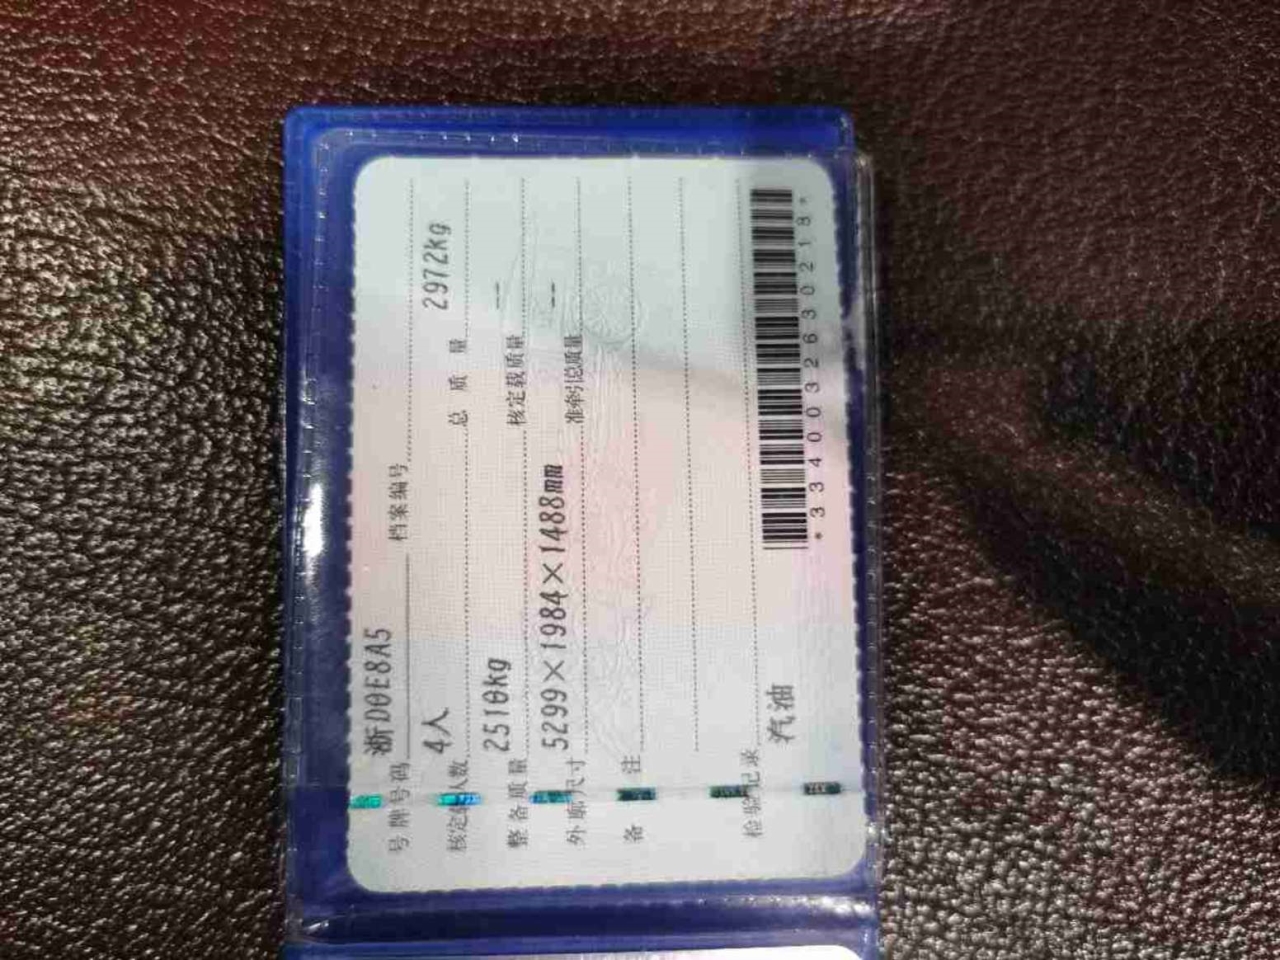 号牌号码 浙D0E8A5 档案编号
核定载人数 4人 总质量 2972kg
整备质量 2510kg 核定载质量 --
外廓尺寸 5299×1984×1488mm 准牵引总质量 --
备注
检验记录
汽油
*3340032630218*